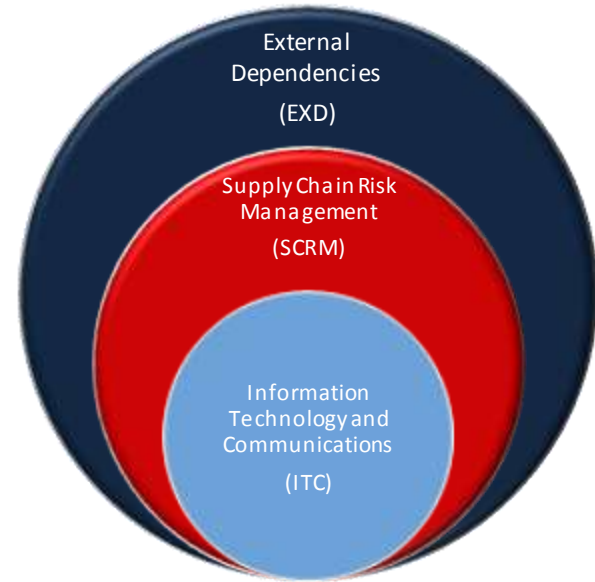 External
Dependencies
(EXD)
Supply Chain Risk
Management
(SCRM)
Information
Technology and
Communications
(ITC)